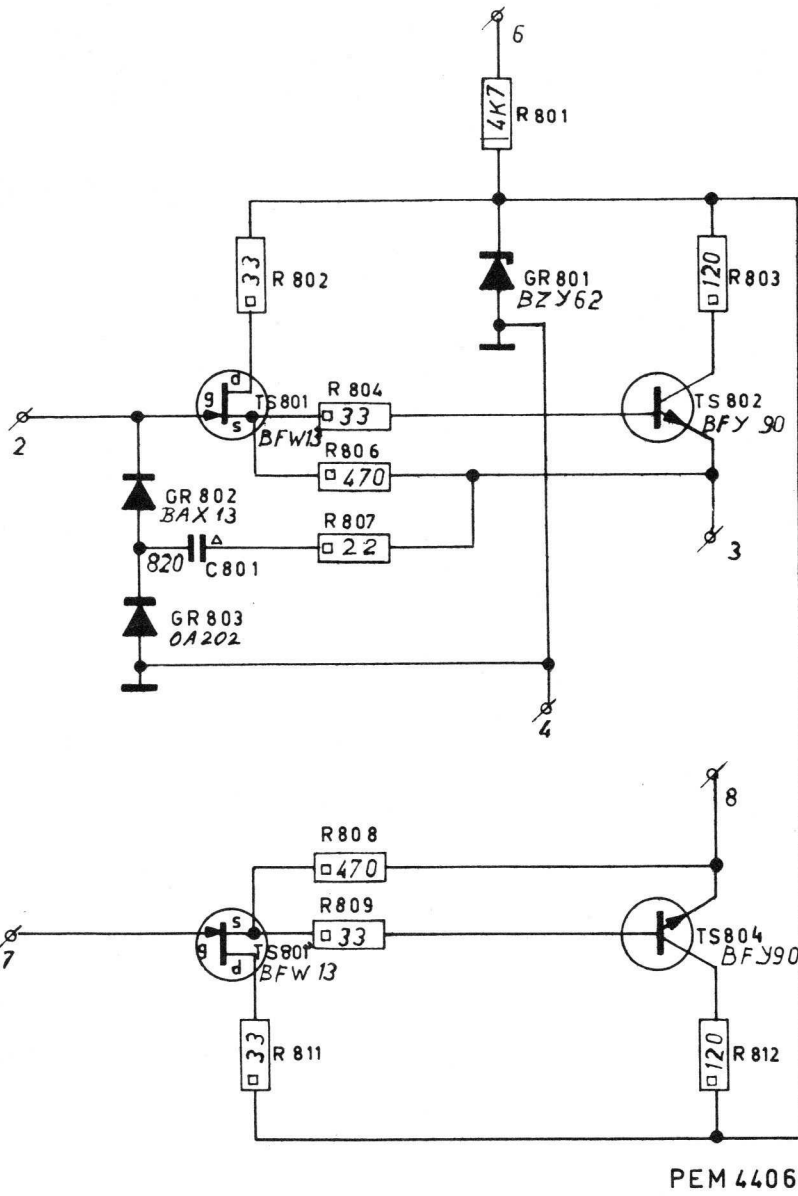 6
4K7
R 801
33
R 802
GR 801
BZY62
120
R 803
d
g
s
TS801
BFW13
R 804
33
TS 802
BFY 90
2
R 806
470
GR 802
BAX 13
R 807
22
820
C801
3
GR 803
OA202
4
8
R808
470
R809
33
s
g
d
TS801
BFW 13
TS804
BFY90
7
33
R 811
120
R 812
PEM 4406